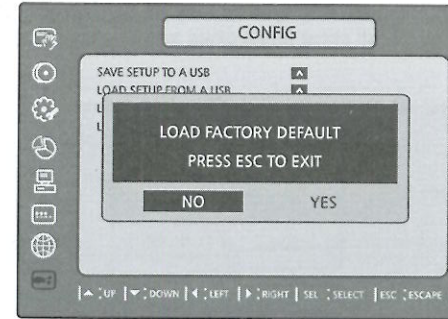 CONFIG
SAVE SETUP TO A USB
LOAD SETUP FROM A USB
L
L
LOAD FACTORY DEFAULT
PRESS ESC TO EXIT
NO YES
▲ : UP ▼ : DOWN ◀ : LEFT ▶ : RIGHT SEL : SELECT ESC : ESCAPE